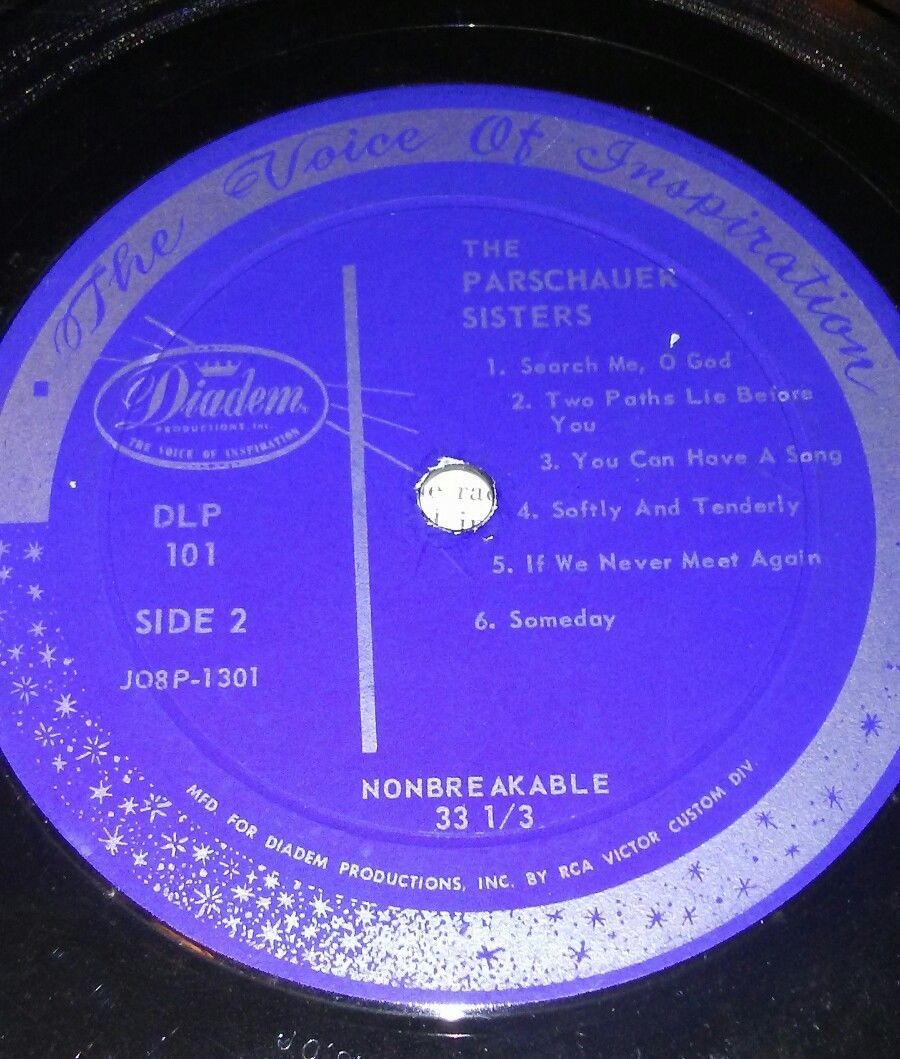 The Voice Of Inspiration
THE
PARSCHAUER
SISTERS
1. Search Me, O God
2. Two Paths Lie Before
You
3. You Can Have A Song
4. Softly And Tenderly
5. If We Never Meet Again
6. Someday
Diadem
PRODUCTIONS, INC.
THE VOICE OF INSPIRATION
DLP
101
SIDE 2
JO8P-1301
NONBREAKABLE
33 1/3
MFD FOR DIADEM PRODUCTIONS, INC. BY RCA VICTOR CUSTOM DIV.